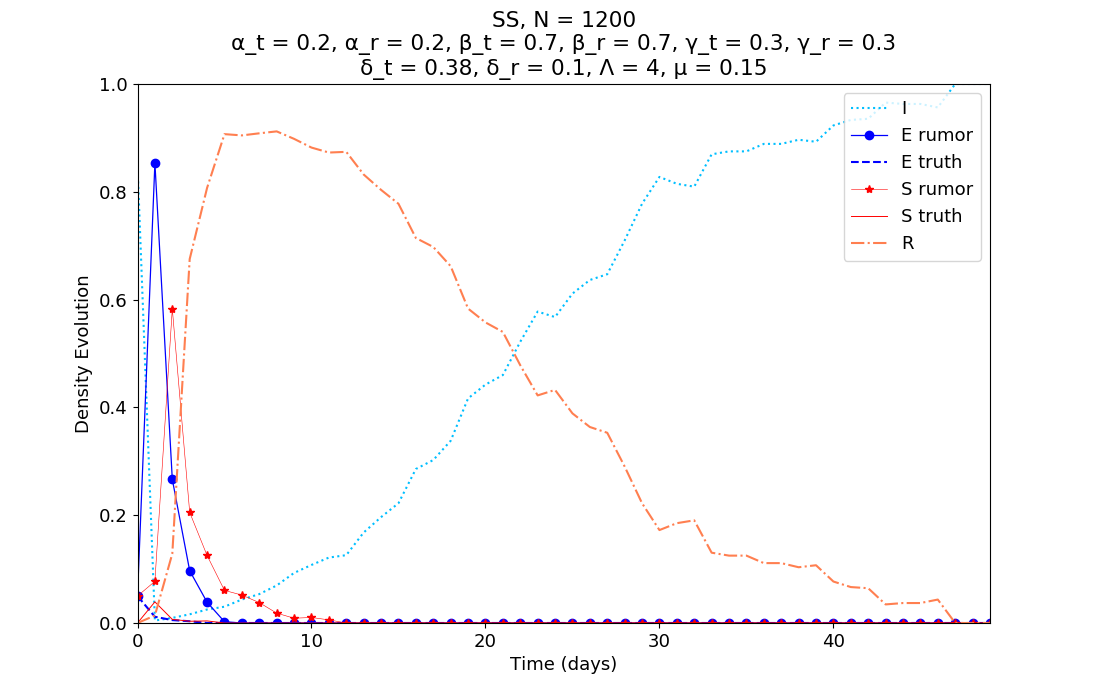 SS, N = 1200
α_t = 0.2, α_r = 0.2, β_t = 0.7, β_r = 0.7, γ_t = 0.3, γ_r = 0.3
δ_t = 0.38, δ_r = 0.1, Λ = 4, μ = 0.15
1.0
0.8
0.6
0.4
0.2
0.0
Density Evolution
I
E rumor
E truth
S rumor
S truth
R
0 10 20 30 40
Time (days)